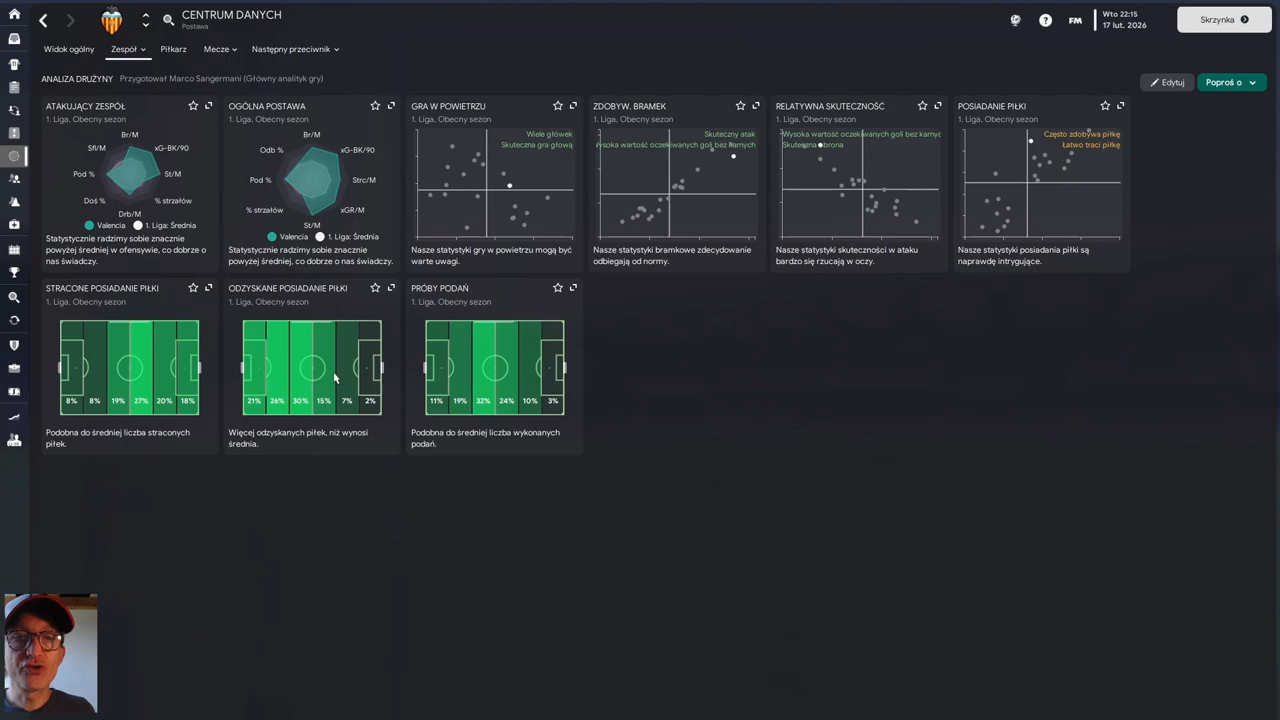 CENTRUM DANYCH
Postawa
FM
Wto 22:15
17 lut. 2026
Skrzynka
Widok ogólny
Zespół
Piłkarz
Mecze
Następny przeciwnik
ANALIZA DRUŻYNY
Przygotował Marco Sangermani (Główny analityk gry)
Edytuj
Poproś o
ATAKUJĄCY ZESPÓŁ
1. Liga, Obecny sezon
Br/M
Sfl/M
xG-BK/90
Pod %
St/M
Doś %
% strzałów
Drb/M
Valencia
1. Liga: Średnia
Statystycznie radzimy sobie znacznie
powyżej średniej w ofensywie, co dobrze o
nas świadczy.
OGÓLNA POSTAWA
1. Liga, Obecny sezon
Br/M
Odb %
xG-BK/90
Pod %
Strc/M
% strzałów
xGR/M
St/M
Valencia
1. Liga: Średnia
Statystycznie radzimy sobie znacznie
powyżej średniej, co dobrze o nas świadczy.
GRA W POWIETRZU
1. Liga, Obecny sezon
Wiele główek
Skuteczna gra głową
Nasze statystyki gry w powietrzu mogą być
warte uwagi.
ZDOBYW. BRAMEK
1. Liga, Obecny sezon
Skuteczny atak
ysoka wartość oczekiwanych goli bez karnych
Nasze statystyki bramkowe zdecydowanie
odbiegają od normy.
RELATYWNA SKUTECZNOŚĆ
1. Liga, Obecny sezon
Wysoka wartość oczekiwanych goli bez karnyc
Skuteczna obrona
Nasze statystyki skuteczności w ataku
bardzo się rzucają w oczy.
POSIADANIE PIŁKI
1. Liga, Obecny sezon
Często zdobywa piłkę
Łatwo traci piłkę
Nasze statystyki posiadania piłki są
naprawdę intrygujące.
STRACONE POSIADANIE PIŁKI
1. Liga, Obecny sezon
8% 8% 19% 27% 20% 18%
Podobna do średniej liczba straconych
piłek.
ODZYSKANE POSIADANIE PIŁKI
1. Liga, Obecny sezon
21% 26% 30% 15% 7% 2%
Więcej odzyskanych piłek, niż wynosi
średnia.
PRÓBY PODAŃ
1. Liga, Obecny sezon
11% 19% 32% 24% 10% 3%
Podobna do średniej liczba wykonanych
podań.